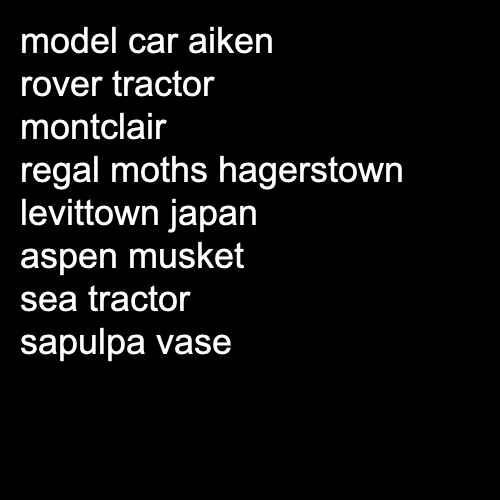 model car aiken
rover tractor
montclair
regal moths hagerstown
levittown japan
aspen musket
sea tractor
sapulpa vase